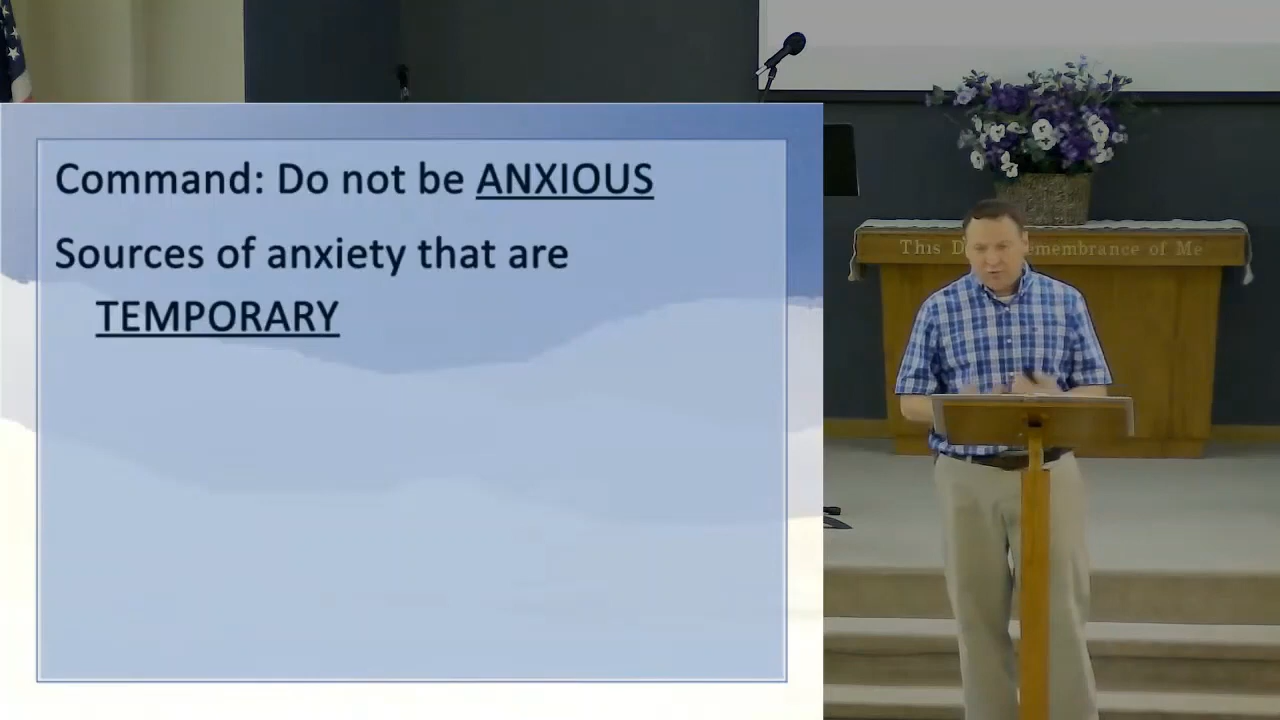 Command: Do not be ANXIOUS
Sources of anxiety that are
TEMPORARY
This D emembrance of Me